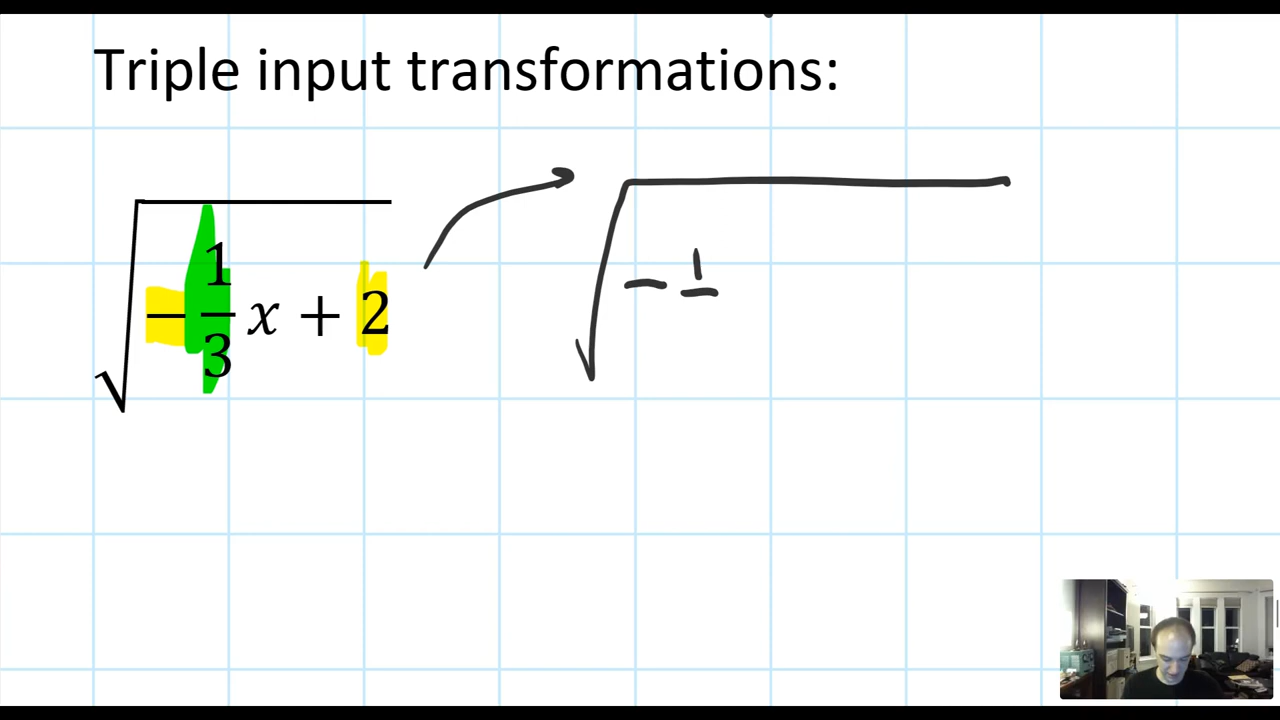 Triple input transformations:
√(−1/3 x + 2)
√(−1/